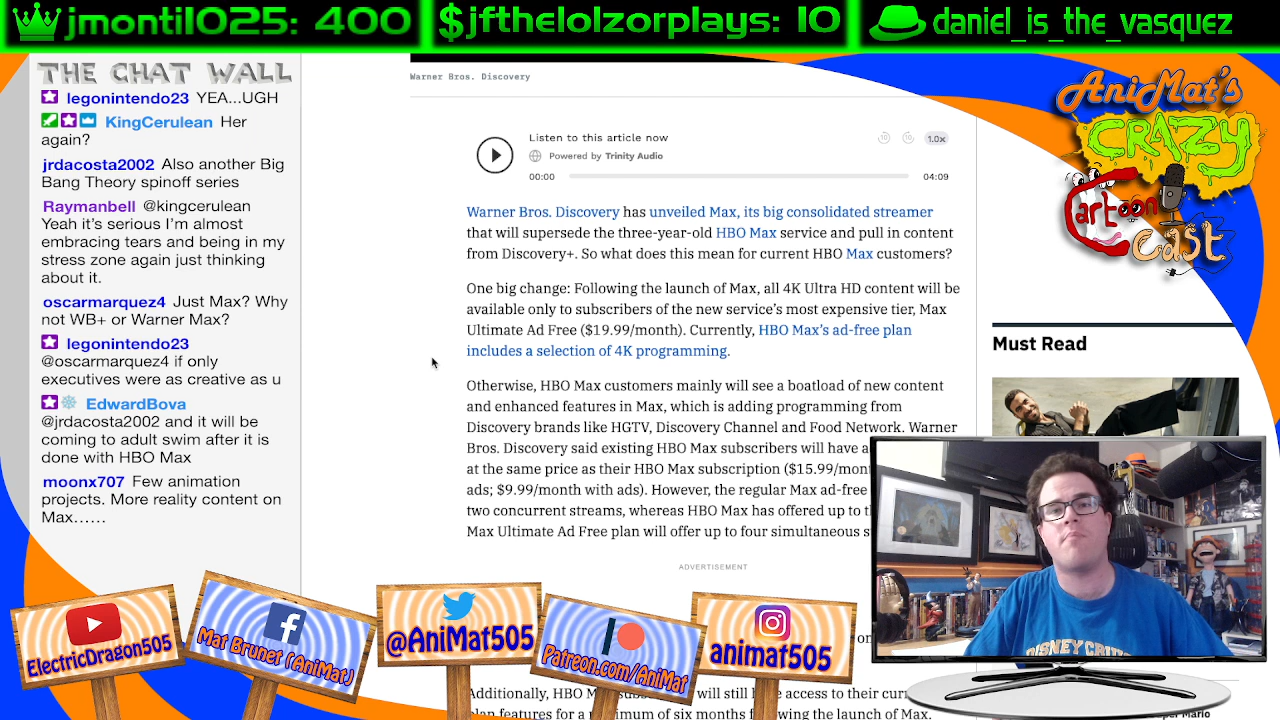 jmonti1025: 400
$jfthelolzorplays: 10
daniel_is_the_vasquez
THE CHAT WALL
legonintendo23 YEA...UGH
KingCerulean Her
again?
jrdacosta2002 Also another Big
Bang Theory spinoff series
Raymanbell @kingcerulean
Yeah it's serious I'm almost
embracing tears and being in my
stress zone again just thinking
about it.
oscarmarquez4 Just Max? Why
not WB+ or Warner Max?
legonintendo23
@oscarmarquez4 if only
executives were as creative as u
EdwardBova
@jrdacosta2002 and it will be
coming to adult swim after it is
done with HBO Max
moonx707 Few animation
projects. More reality content on
Max......
Warner Bros. Discovery
Listen to this article now
Powered by Trinity Audio
10
10
1.0x
00:00
04:09
Warner Bros. Discovery has unveiled Max, its big consolidated streamer
that will supersede the three-year-old HBO Max service and pull in content
from Discovery+. So what does this mean for current HBO Max customers?
One big change: Following the launch of Max, all 4K Ultra HD content will be
available only to subscribers of the new service's most expensive tier, Max
Ultimate Ad Free ($19.99/month). Currently, HBO Max's ad-free plan
includes a selection of 4K programming.
Otherwise, HBO Max customers mainly will see a boatload of new content
and enhanced features in Max, which is adding programming from
Discovery brands like HGTV, Discovery Channel and Food Network. Warner
Bros. Discovery said existing HBO Max subscribers will have a
at the same price as their HBO Max subscription ($15.99/mon
ads; $9.99/month with ads). However, the regular Max ad-free
two concurrent streams, whereas HBO Max has offered up to t
Max Ultimate Ad Free plan will offer up to four simultaneous s
ADVERTISEMENT
on
Additionally, HBO M will still access to their cur
plan features for a following the launch of Max.
AniMat's
CRAZY
Cartoon
Cast
Must Read
Mario
DISNEY
ElectricDragon505
Mat Brunet (AniMat)
@AniMat505
Patreon.com/AniMat
animat505